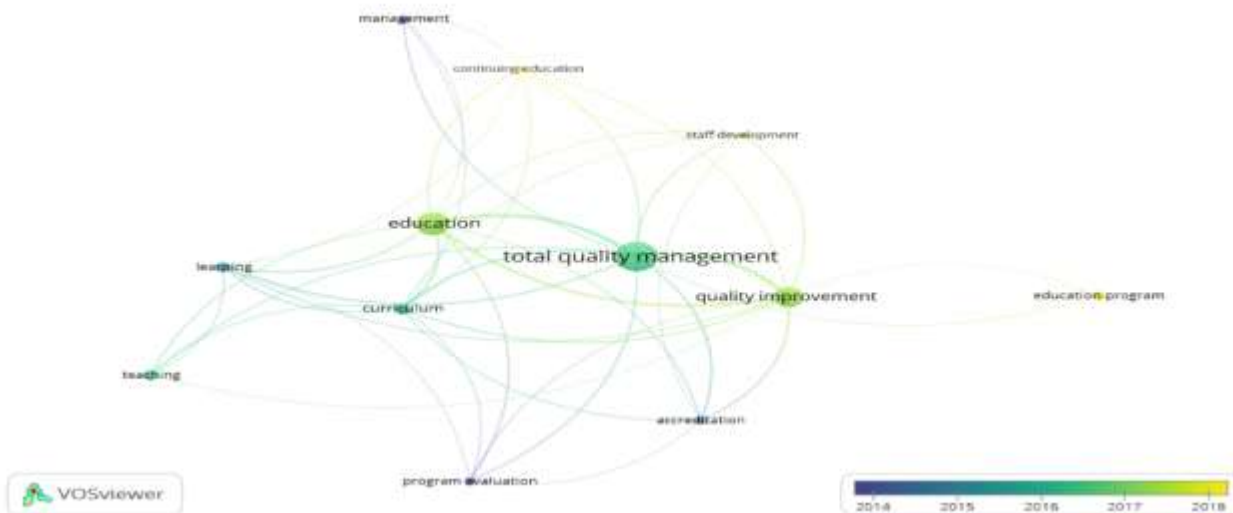 management
continuing education
staff development
education
total quality management
learning
quality improvement
education program
curriculum
teaching
accreditation
program evaluation
VOSviewer
2014 2015 2016 2017 2018